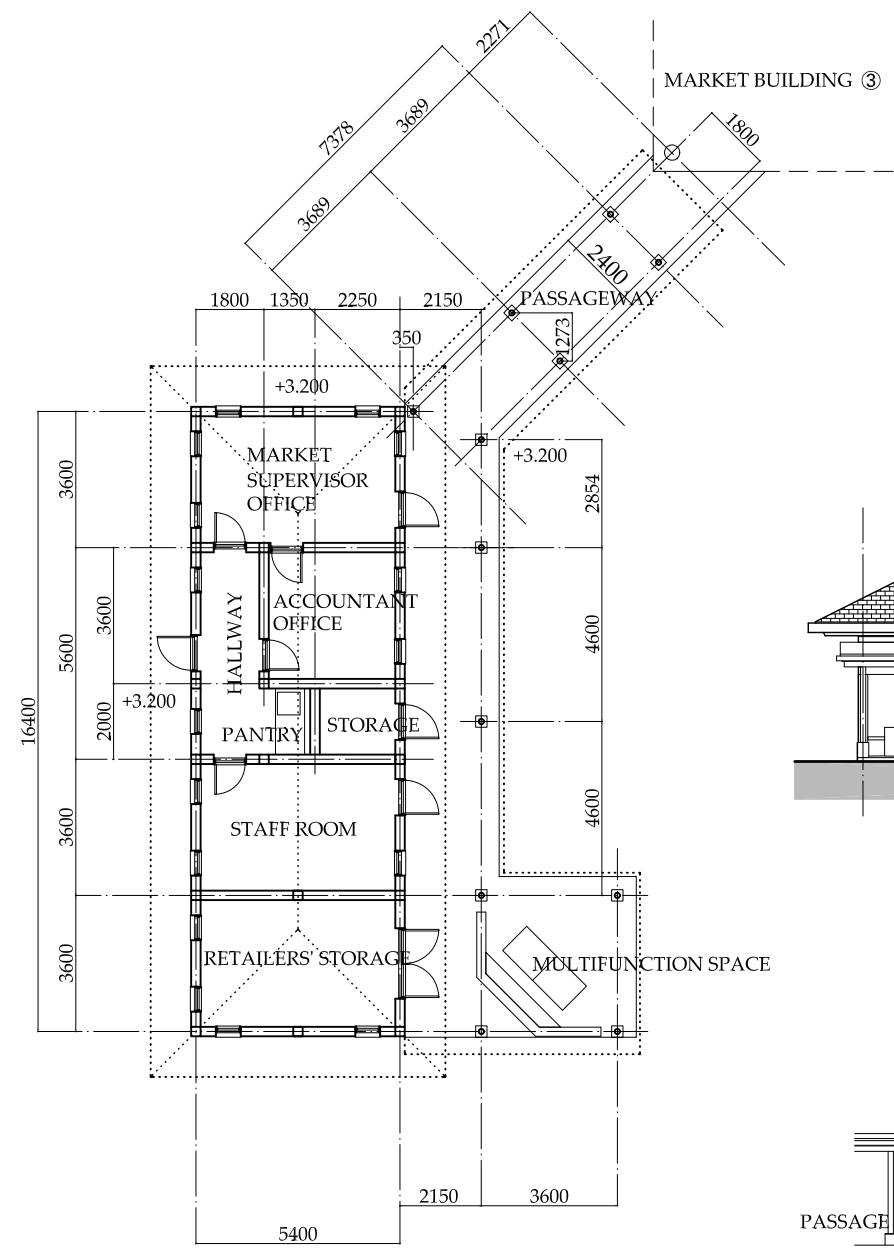 2271
MARKET BUILDING ③
1800
7378
3689
3689
2400
1800
1350
2250
2150
PASSAGEWAY
1273
350
+3.200
MARKET
SUPERVISOR
OFFICE
+3.200
3600
2854
ACCOUNTANT
OFFICE
HALLWAY
3600
5600
4600
+3.200
16400
2000
PANTRY
STORAGE
STAFF ROOM
3600
4600
RETAILERS' STORAGE
MULTIFUNCTION SPACE
3600
2150
3600
PASSAGE
5400